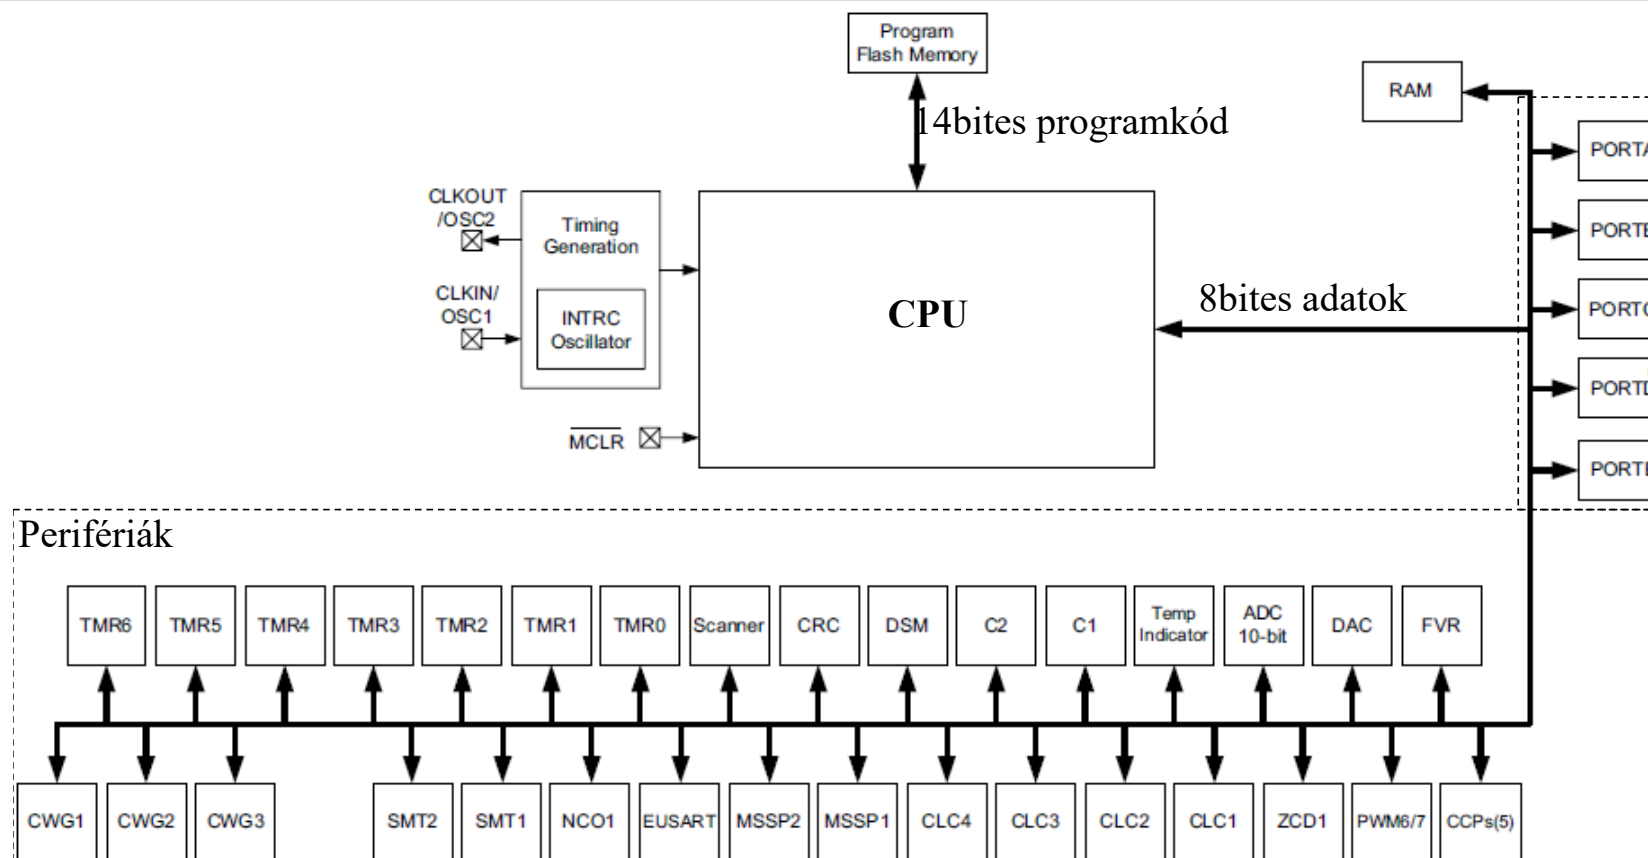 Program
Flash Memory
RAM
14bites programkód
PORTA
CLKOUT
/OSC2
Timing
Generation
PORTB
CLKIN/
OSC1
INTRC
Oscillator
CPU
8bites adatok
PORTC
PORTD
MCLR
PORTE
Perifériák
TMR6
TMR5
TMR4
TMR3
TMR2
TMR1
TMR0
Scanner
CRC
DSM
C2
C1
Temp
Indicator
ADC
10-bit
DAC
FVR
CWG1
CWG2
CWG3
SMT2
SMT1
NCO1
EUSART
MSSP2
MSSP1
CLC4
CLC3
CLC2
CLC1
ZCD1
PWM6/7
CCPs(5)